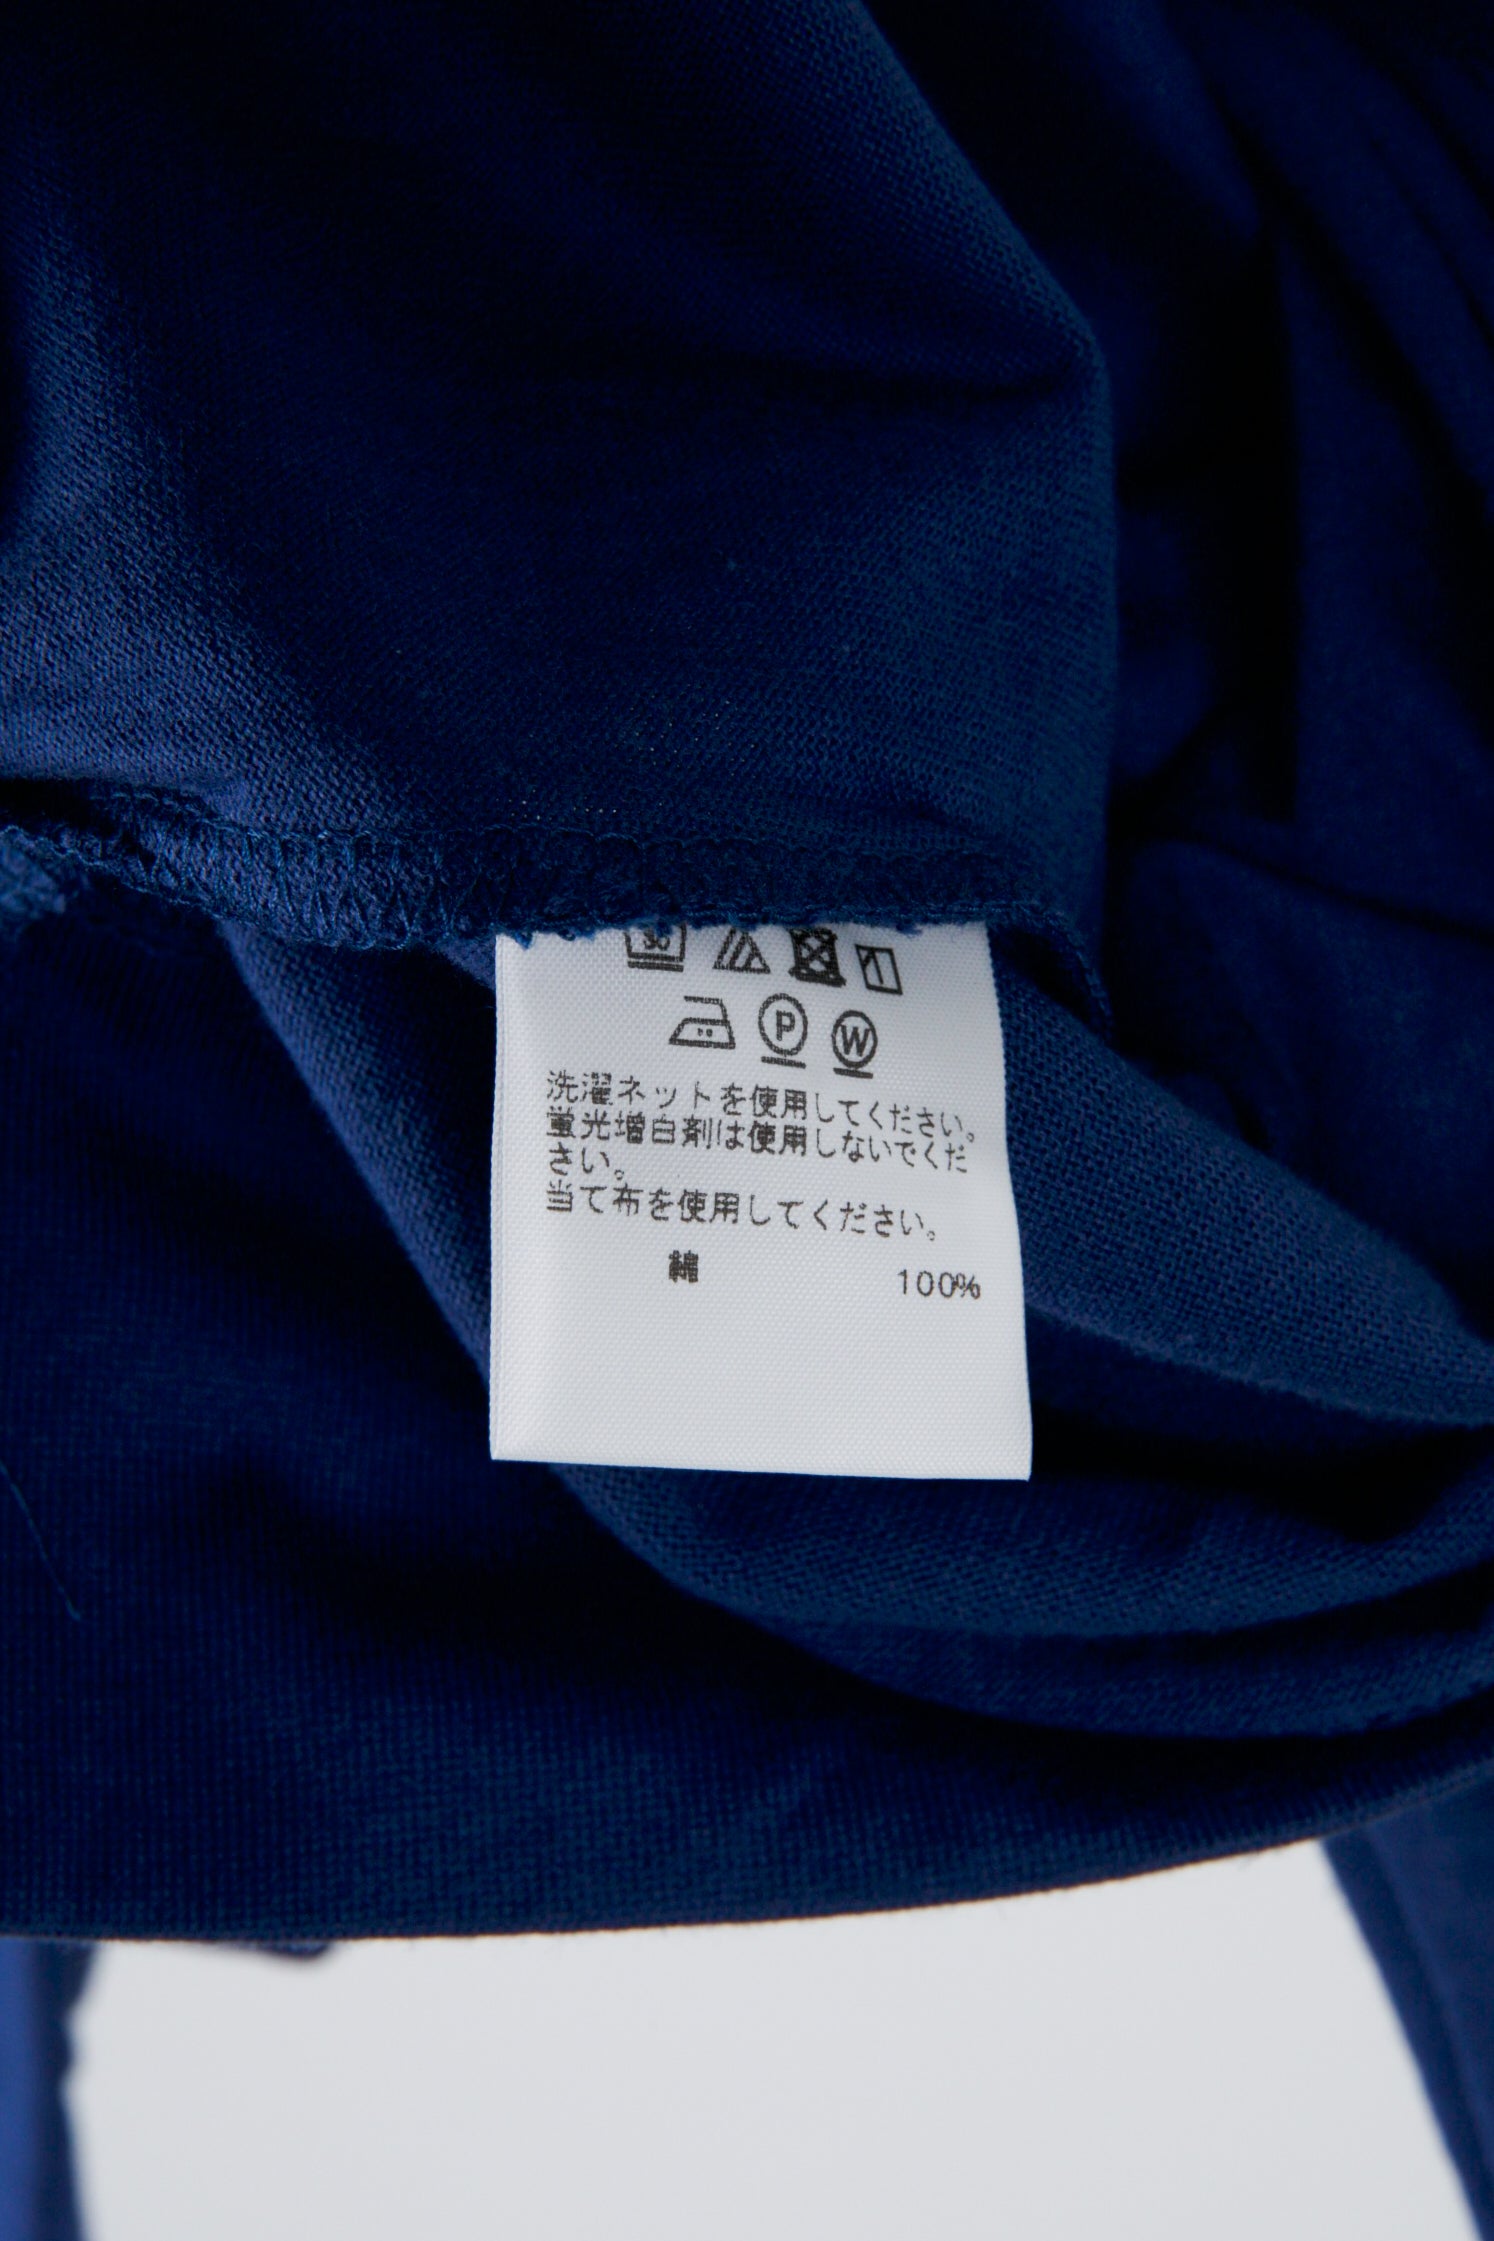 30
P W
洗濯ネットを使用してください。
蛍光増白剤は使用しないでくだ
さい。
当て布を使用してください。
綿 100%